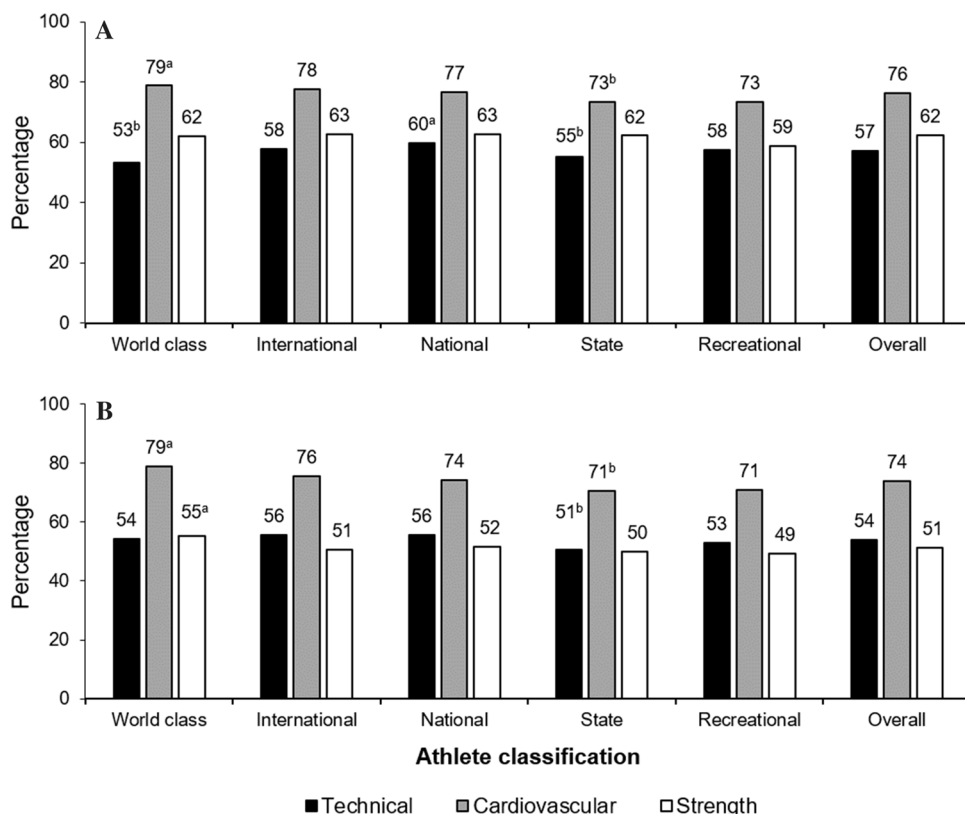 A
Percentage
100
80
60
40
20
0
53ᵇ 79ᵃ 62
58 78 63
60ᵃ 77 63
55ᵇ 73ᵇ 62
58 73 59
57 76 62
World class International National State Recreational Overall
B
Percentage
100
80
60
40
20
0
54 79ᵃ 55ᵃ
56 76 51
56 74 52
51ᵇ 71ᵇ 50
53 71 49
54 74 51
World class International National State Recreational Overall
Athlete classification
Technical Cardiovascular Strength